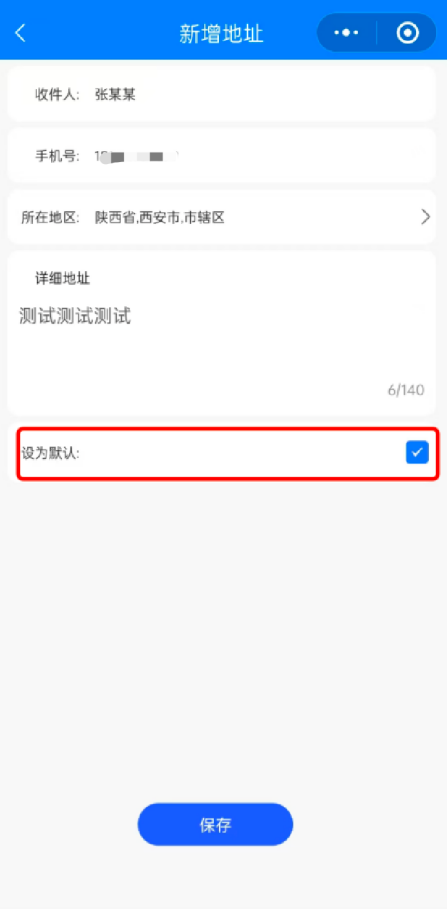 新增地址
收件人: 张某某
手机号:
所在地区: 陕西省,西安市,市辖区
详细地址
测试测试测试
6/140
设为默认:
保存